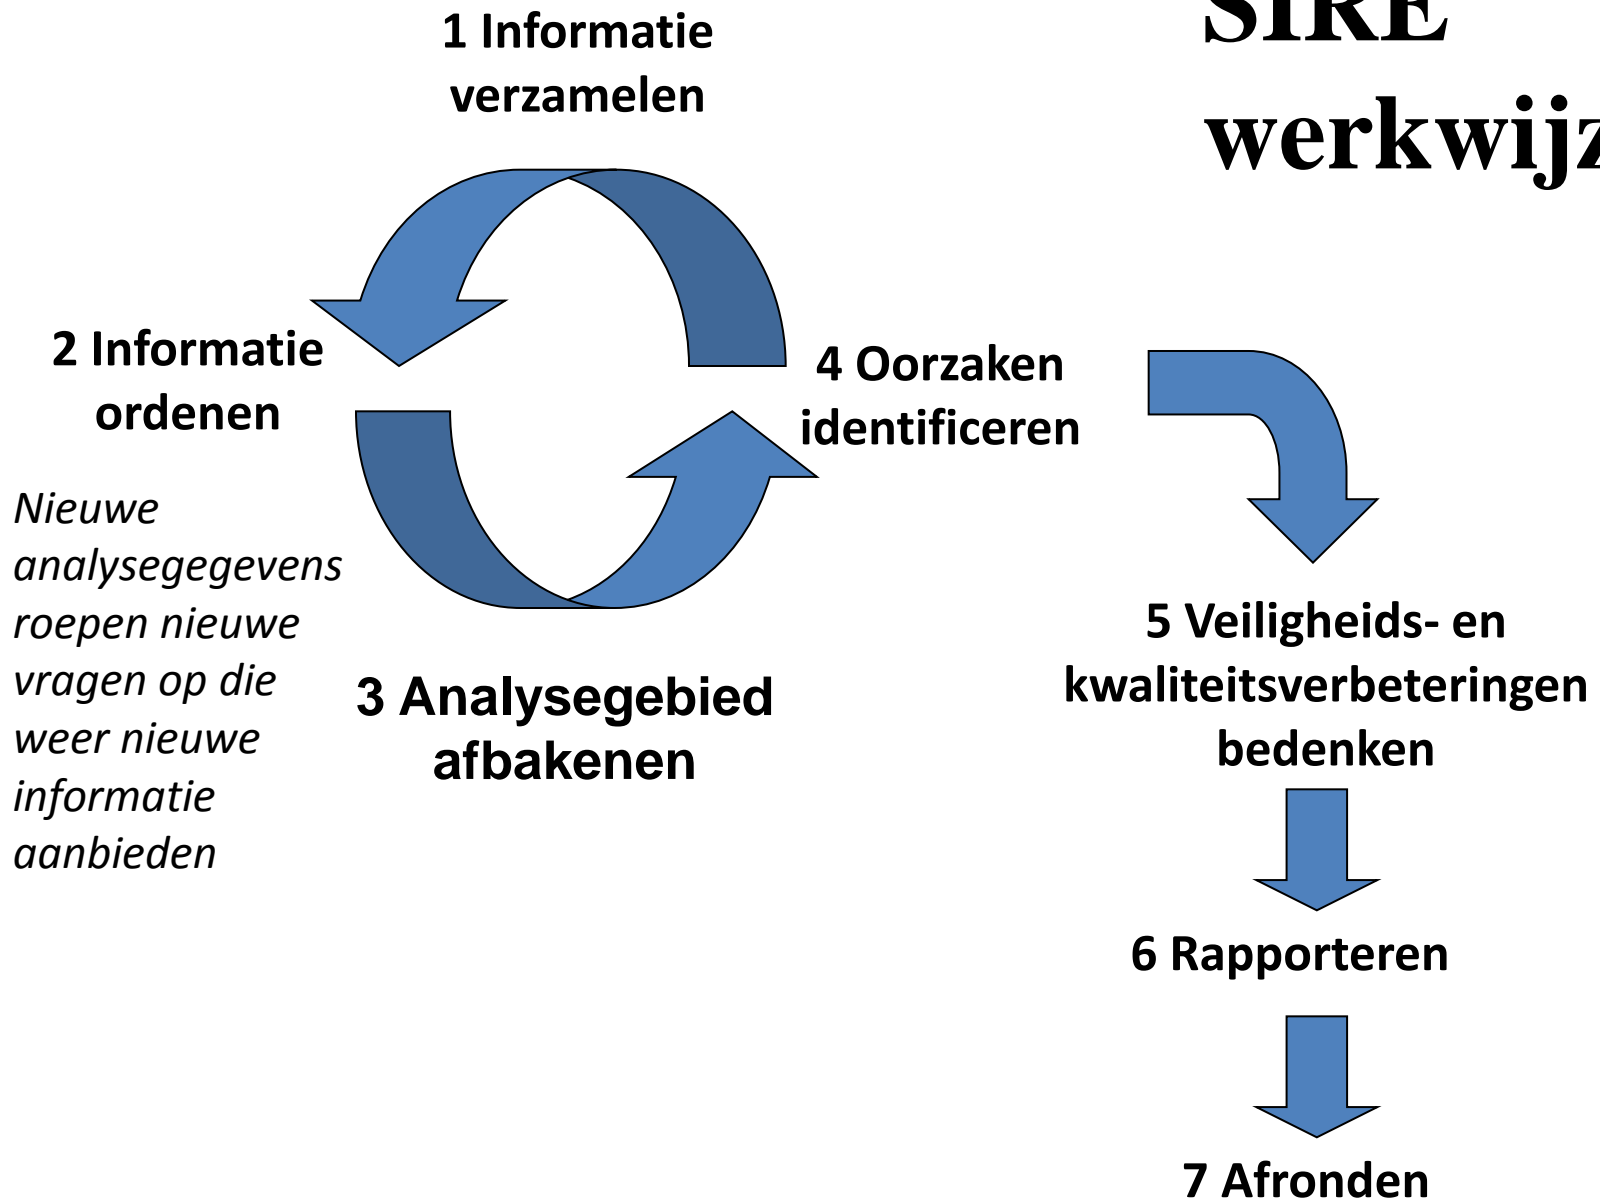 SIRE
werkwijz
1 Informatie
verzamelen
2 Informatie
ordenen
4 Oorzaken
identificeren
Nieuwe
analysegegevens
roepen nieuwe
vragen op die
weer nieuwe
informatie
aanbieden
3 Analysegebied
afbakenen
5 Veiligheids- en
kwaliteitsverbeteringen
bedenken
6 Rapporteren
7 Afronden